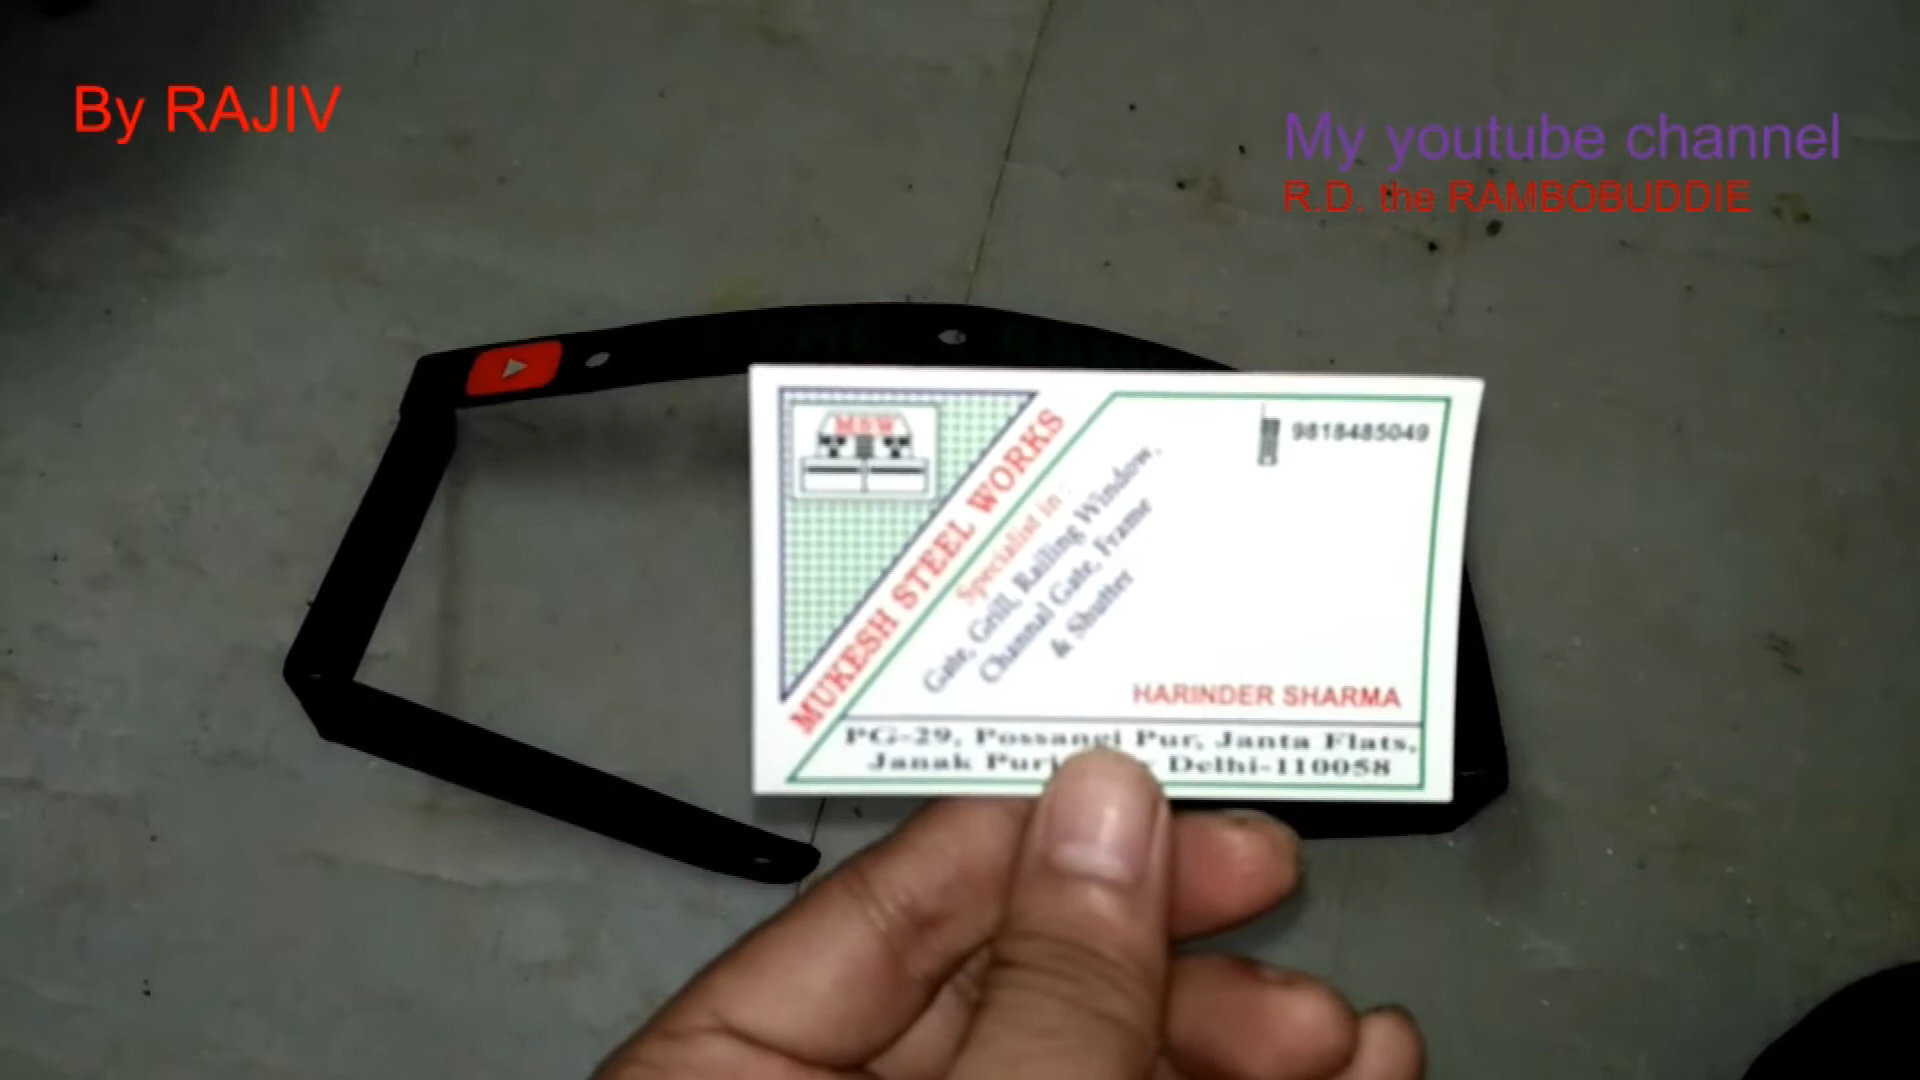 By RAJIV
My youtube channel
R.D. the RAMBOBUDDIE
MSW
9818485049
MUKESH STEEL WORKS
Specialist in :
Gate, Grill, Railing Window,
Channal Gate, Frame
& Shutter
HARINDER SHARMA
PG-29, Possangi Pur, Janta Flats,
Janak Puri Delhi-110058